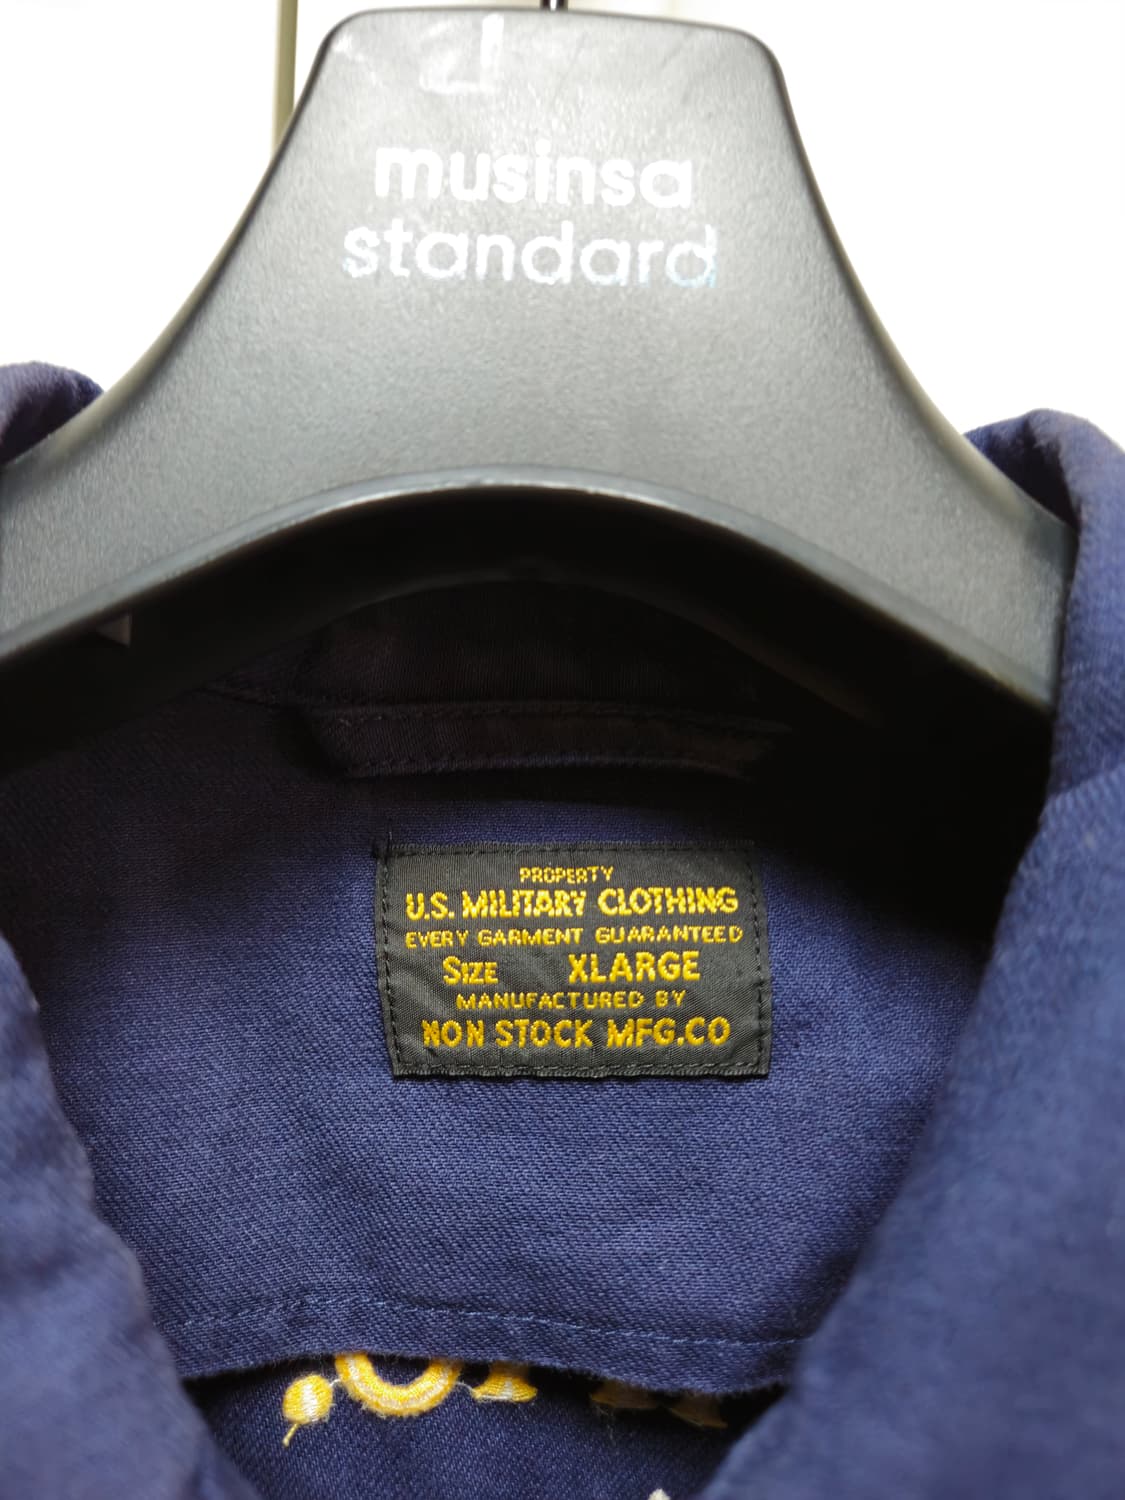 musinsa
standard
PROPERTY
U.S. MILITARY CLOTHING
EVERY GARMENT GUARANTEED
SIZE XLARGE
MANUFACTURED BY
NON STOCK MFG.CO